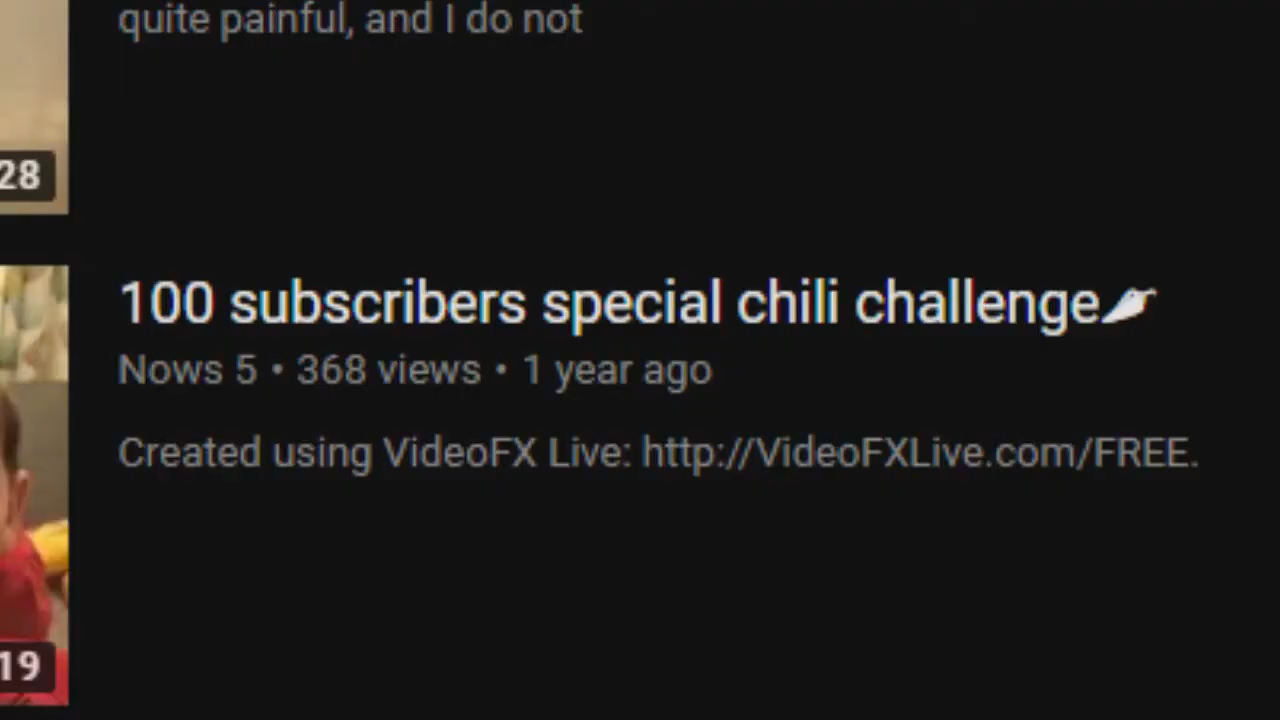 quite painful, and I do not
28
100 subscribers special chili challenge🌶
Nows 5 • 368 views • 1 year ago
Created using VideoFX Live: http://VideoFXLive.com/FREE.
19